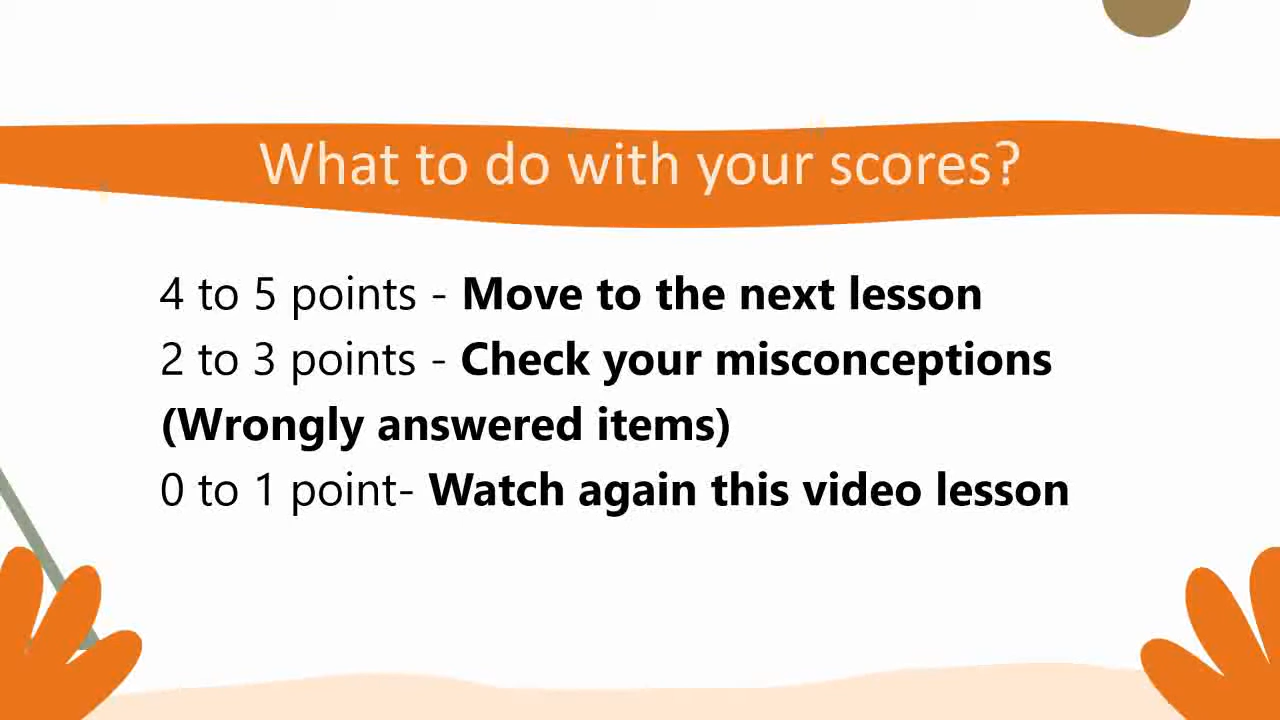 What to do with your scores?
4 to 5 points - Move to the next lesson
2 to 3 points - Check your misconceptions
(Wrongly answered items)
0 to 1 point- Watch again this video lesson